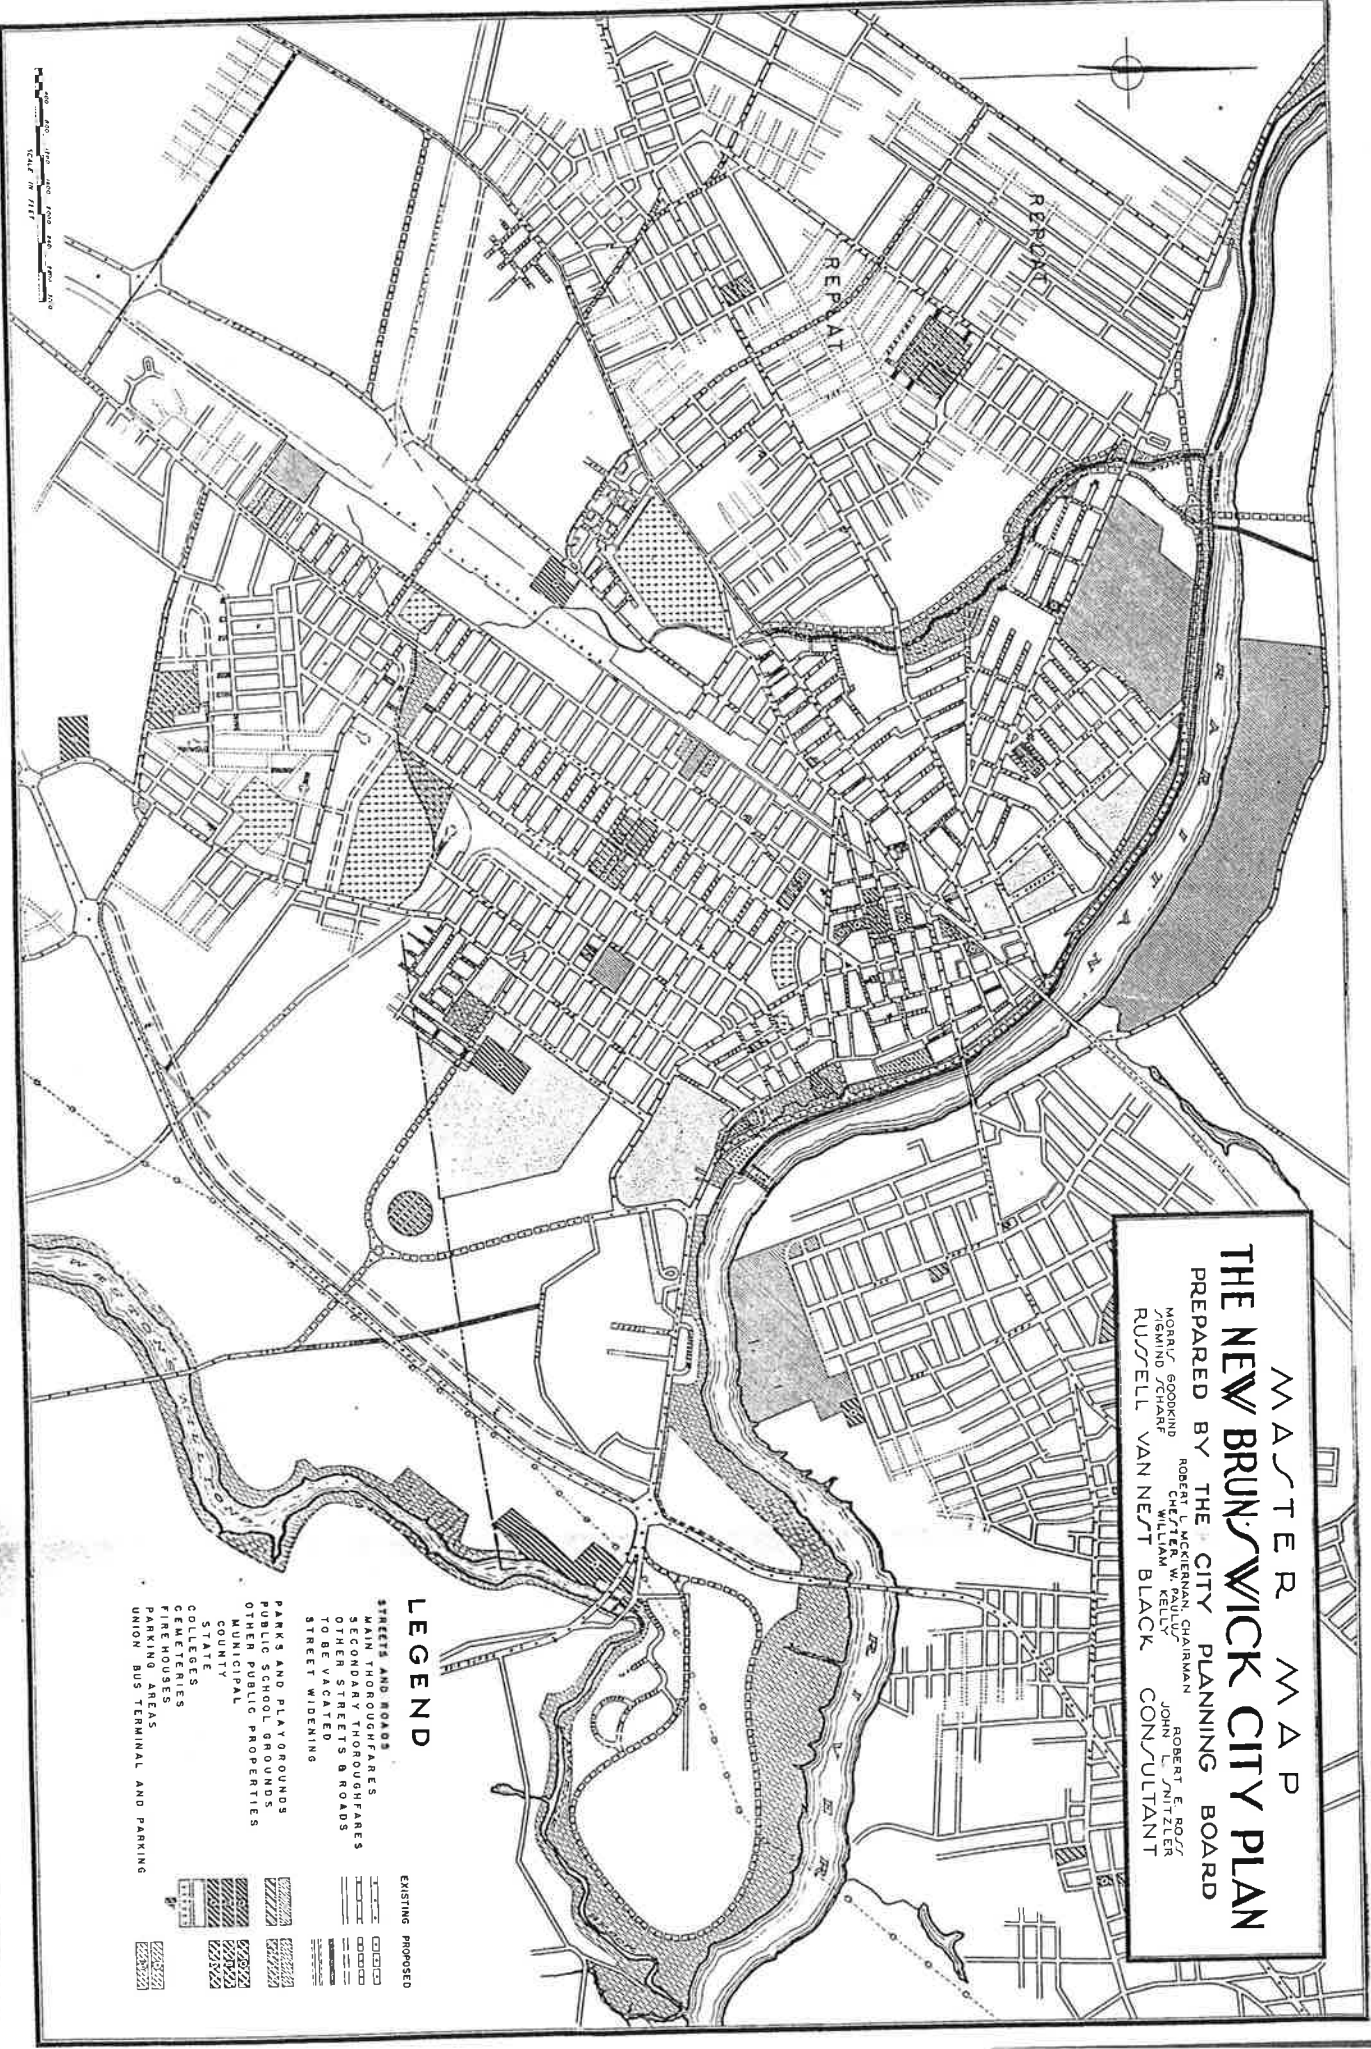 MASTER MAP
THE NEW BRUNSWICK CITY PLAN
PREPARED BY THE CITY PLANNING BOARD
MORRIS GOODKIND
SIGMIND SCHARF
ROBERT L. MCKIERNAN, CHAIRMAN
CHESTER W. PAULUS
WILLIAM KELLY
ROBERT E. ROSS
JOHN L. SNITZLER
RUSSELL VAN NEST BLACK CONSULTANT
REPLAT
REPLAT
RARITAN
RIVER
SCALE IN FEET
LEGEND
EXISTING PROPOSED
STREETS AND ROADS
MAIN THOROUGHFARES
SECONDARY THOROUGHFARES
OTHER STREETS & ROADS
TO BE VACATED
STREET WIDENING
PARKS AND PLAYGROUNDS
PUBLIC SCHOOL GROUNDS
OTHER PUBLIC PROPERTIES
MUNICIPAL
COUNTY
STATE
COLLEGES
CEMETERIES
FIRE HOUSES
PARKING AREAS
UNION BUS TERMINAL AND PARKING